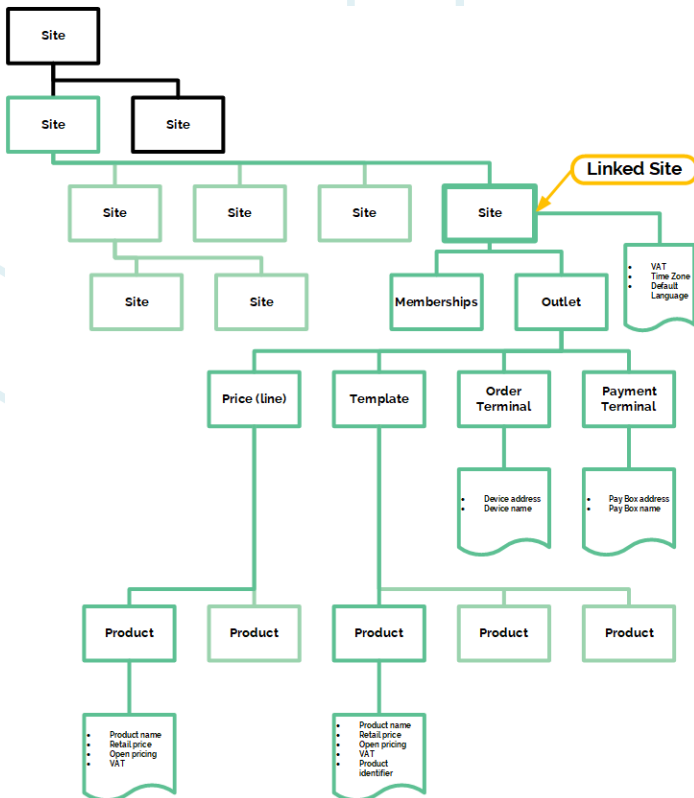 Site
Site
Site
Linked Site
Site
Site
Site
Site
VAT
Time Zone
Default
Language
Site
Site
Memberships
Outlet
Price (line)
Template
Order
Terminal
Payment
Terminal
Device address
Device name
Pay Box address
Pay Box name
Product
Product
Product
Product
Product
Product name
Retail price
Open pricing
VAT
Product name
Retail price
Open pricing
VAT
Product
identifier